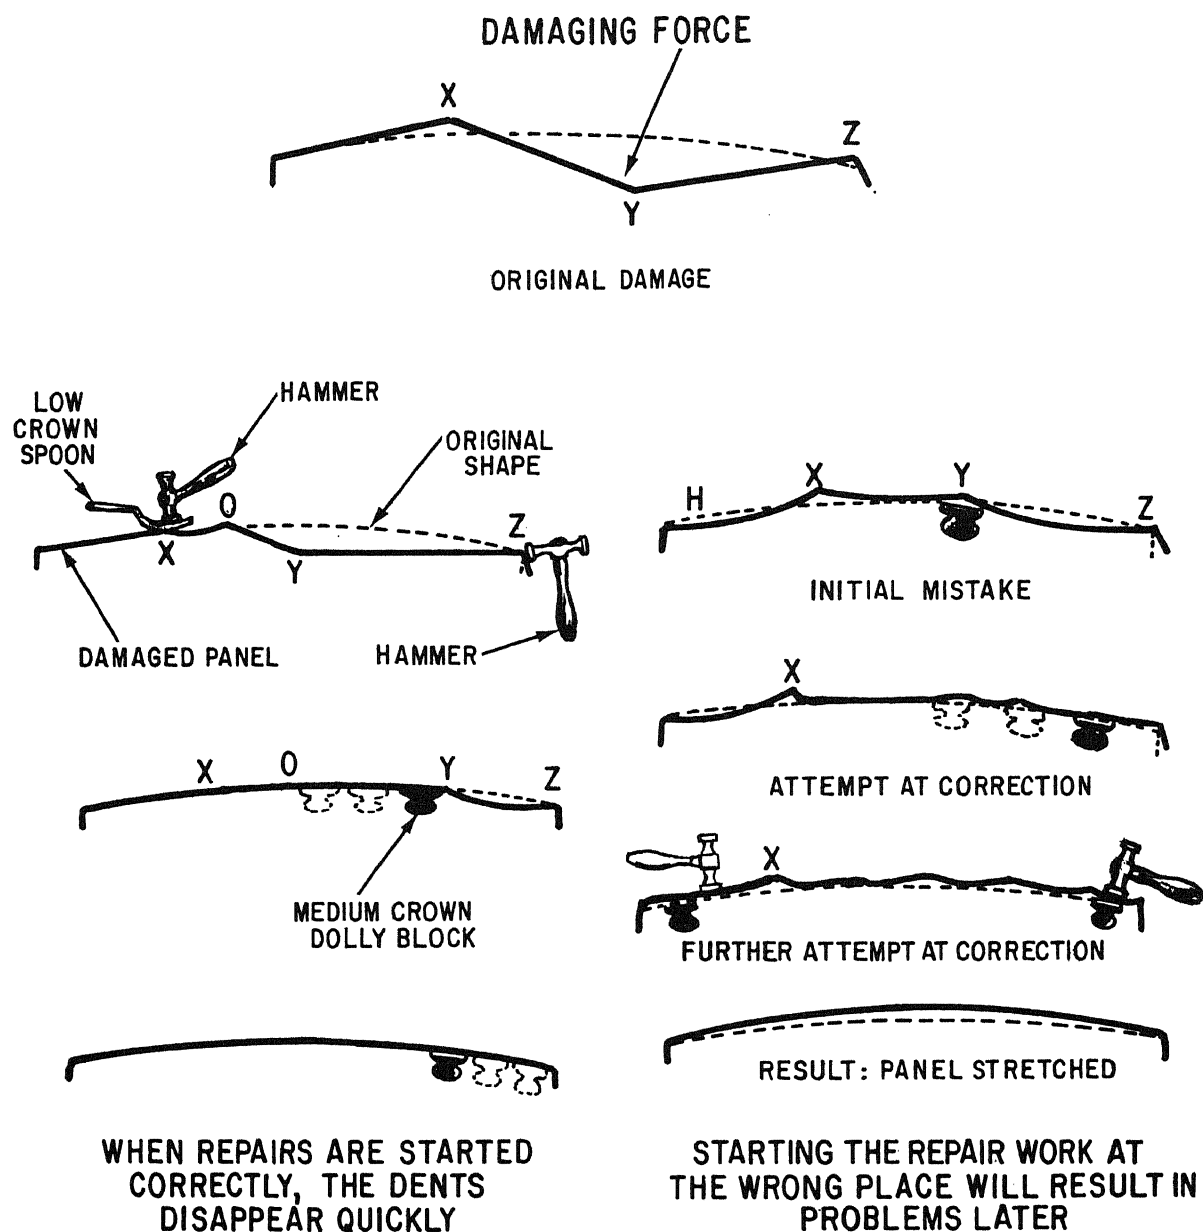 DAMAGING FORCE
X
Z
Y
ORIGINAL DAMAGE
LOW
CROWN
SPOON
HAMMER
ORIGINAL
SHAPE
O
X
Y
Z
DAMAGED PANEL
HAMMER
X
O
Y
Z
MEDIUM CROWN
DOLLY BLOCK
WHEN REPAIRS ARE STARTED
CORRECTLY, THE DENTS
DISAPPEAR QUICKLY
H
X
Y
Z
INITIAL MISTAKE
X
ATTEMPT AT CORRECTION
X
FURTHER ATTEMPT AT CORRECTION
RESULT: PANEL STRETCHED
STARTING THE REPAIR WORK AT
THE WRONG PLACE WILL RESULT IN
PROBLEMS LATER